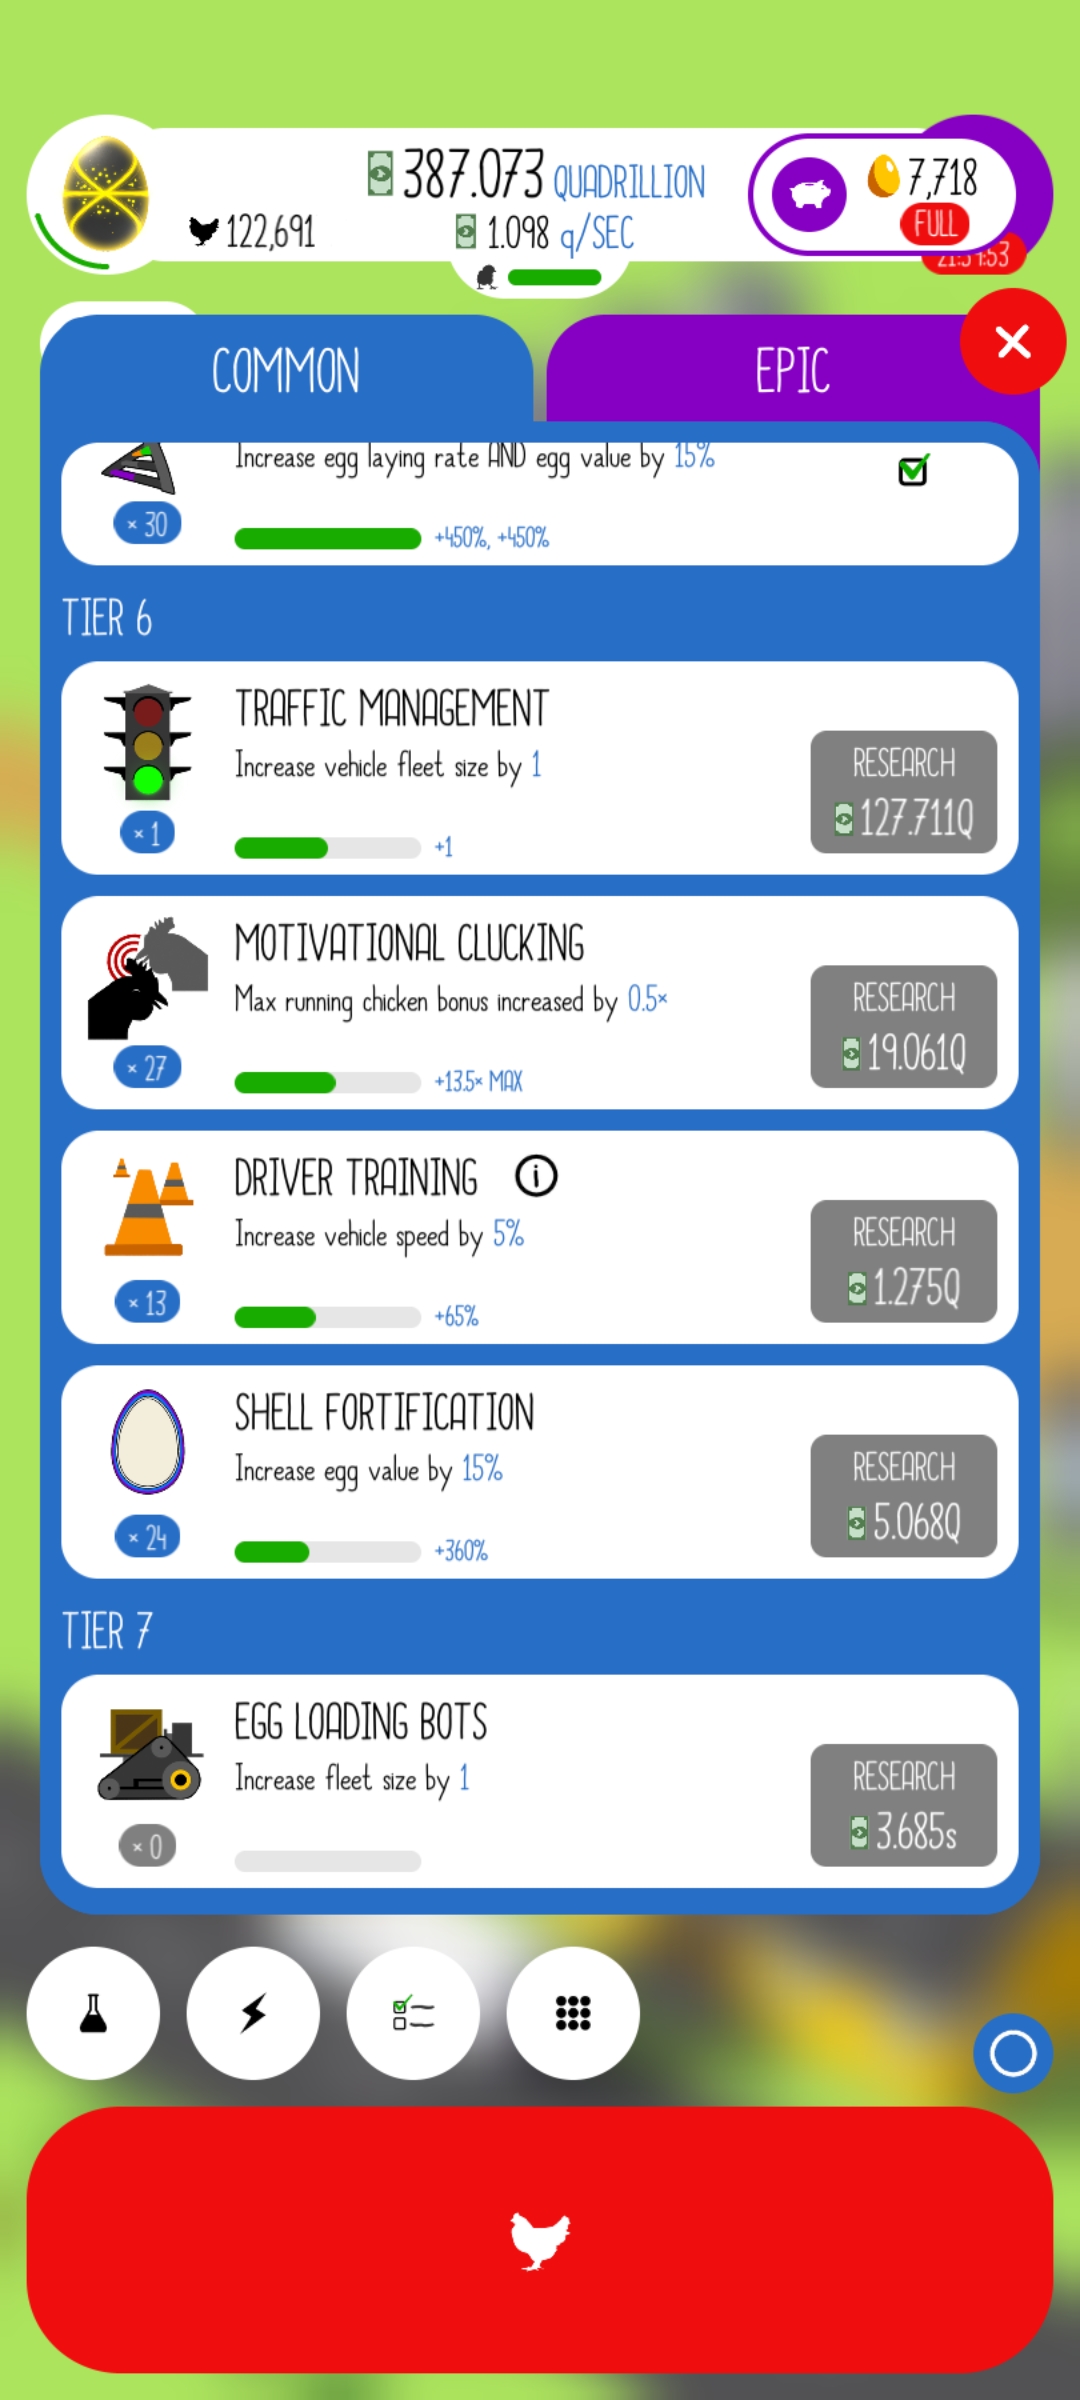 387.073 QUADRILLION
7,718
122,691
1.098 q/SEC
FULL
COMMON
EPIC
Increase egg laying rate AND egg value by 15%
× 30
+450%, +450%
TIER 6
TRAFFIC MANAGEMENT
Increase vehicle fleet size by 1
RESEARCH
127.711Q
× 1
+1
MOTIVATIONAL CLUCKING
Max running chicken bonus increased by 0.5×
RESEARCH
19.061Q
× 27
+13.5× MAX
DRIVER TRAINING
Increase vehicle speed by 5%
RESEARCH
1.275Q
× 13
+65%
SHELL FORTIFICATION
Increase egg value by 15%
RESEARCH
5.068Q
× 24
+360%
TIER 7
EGG LOADING BOTS
Increase fleet size by 1
RESEARCH
3.685s
× 0